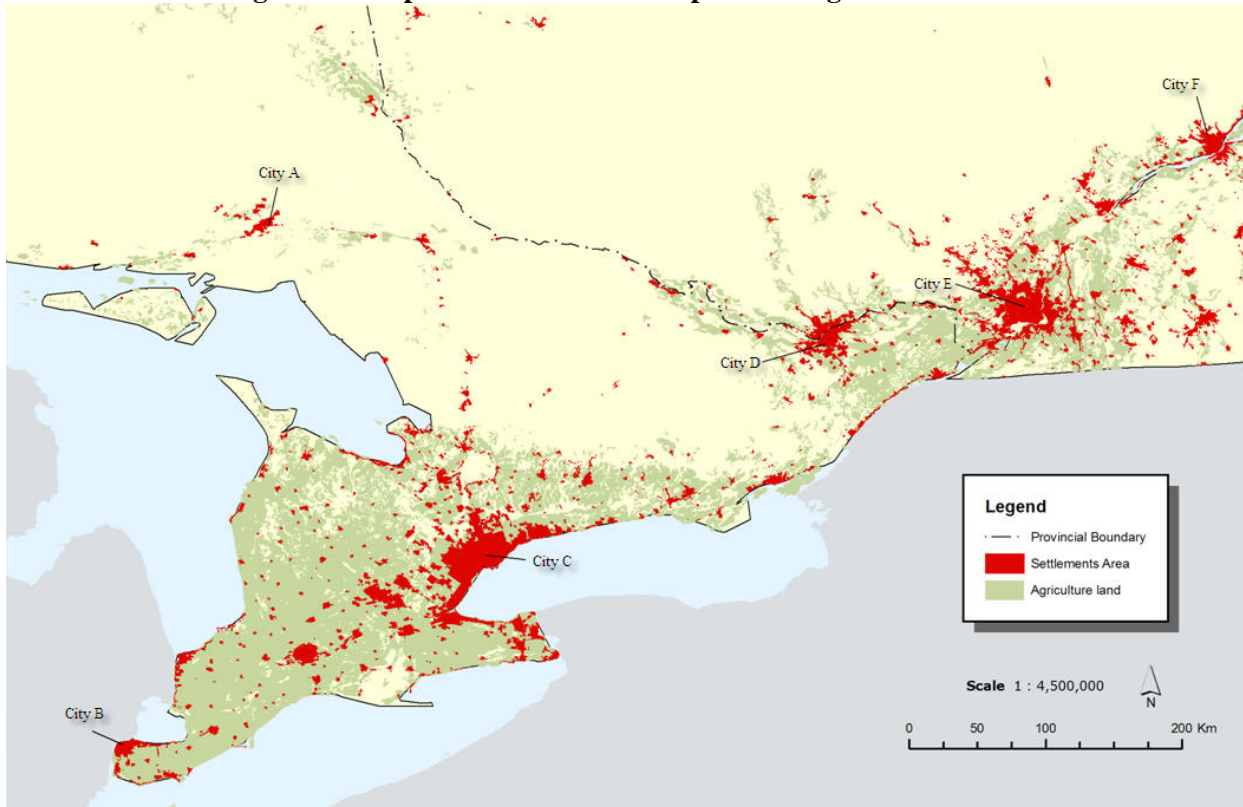 City F
City A
City E
City D
City C
City B
Legend
Provincial Boundary
Settlements Area
Agriculture land
Scale 1 : 4,500,000
N
0 50 100 200 Km